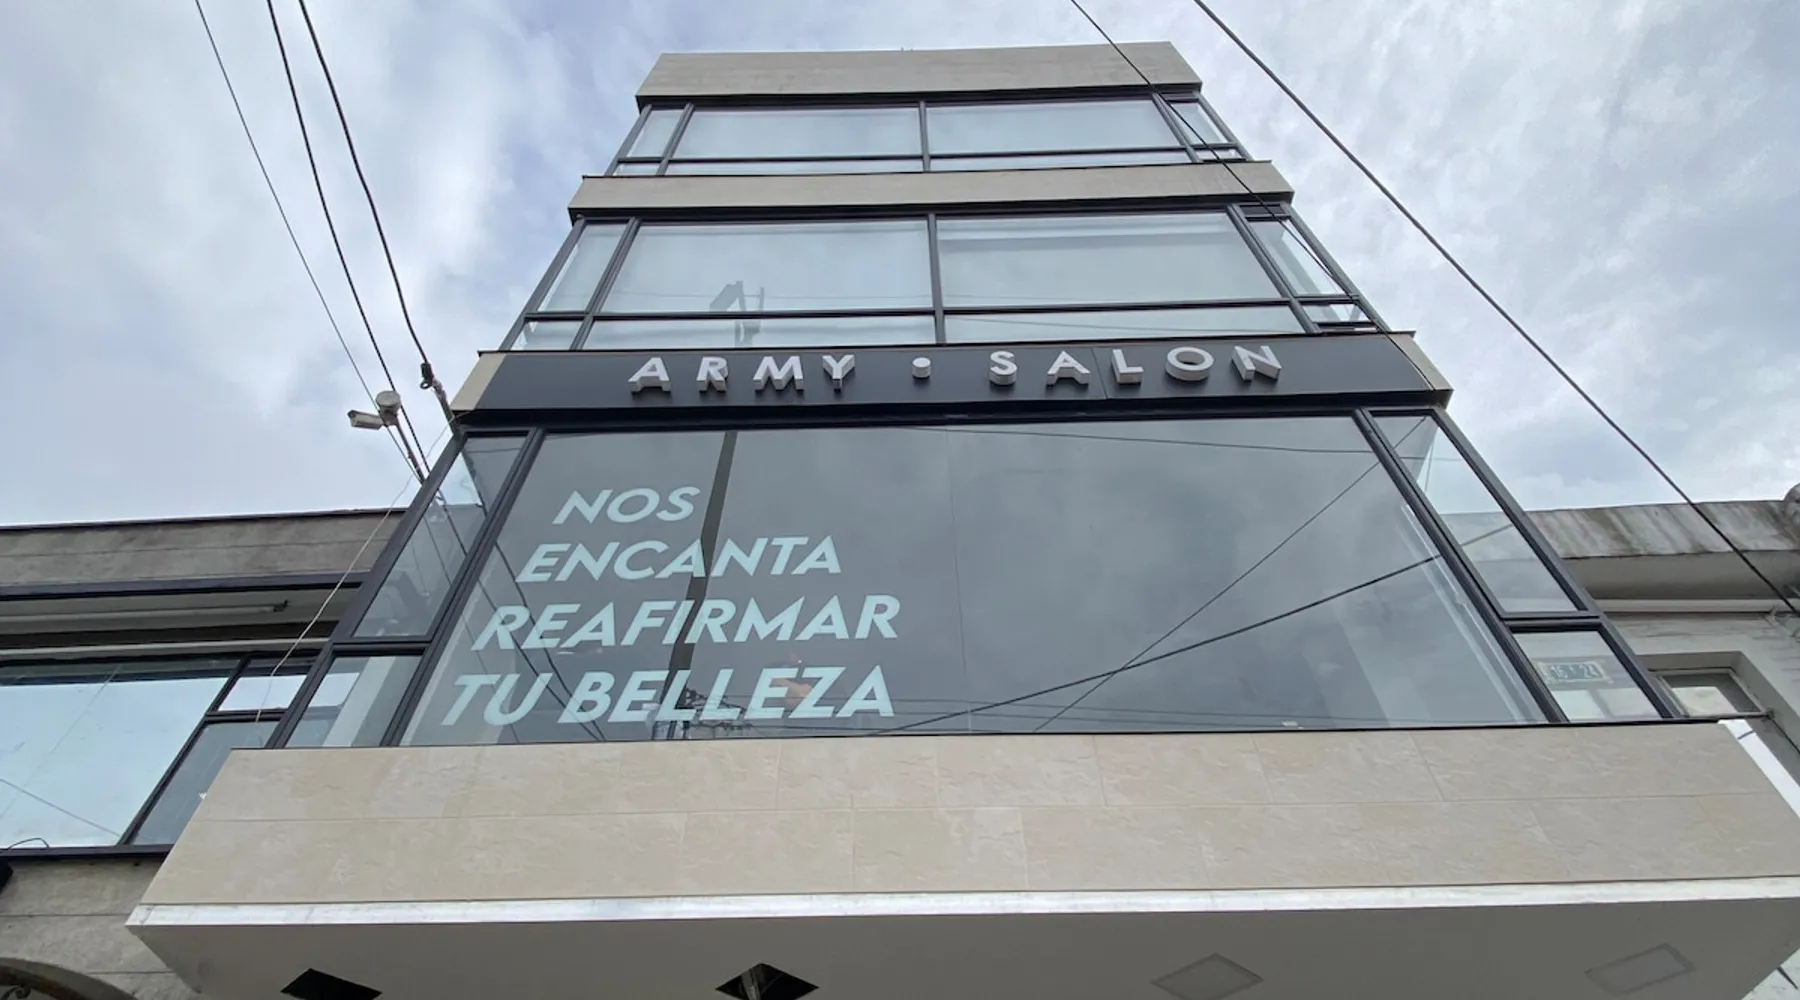 ARMY • SALON
NOS
ENCANTA
REAFIRMAR
TU BELLEZA